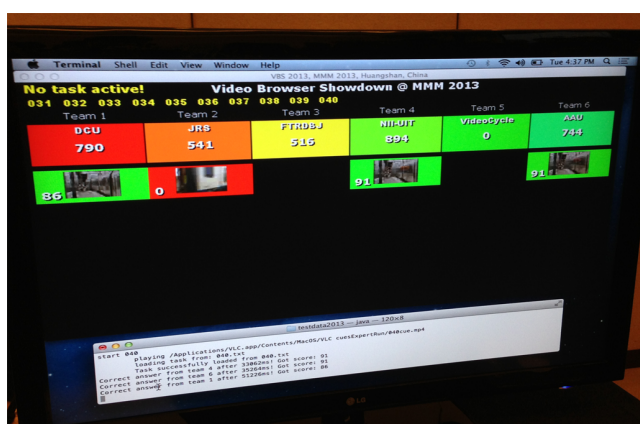 Terminal Shell Edit View Window Help Tue 4:37 PM
VBS 2013, MMM 2013, Huangshan, China
No task active! Video Browser Showdown @ MMM 2013
031 032 033 034 035 036 037 038 039 040
Team 1 Team 2 Team 3 Team 4 Team 5 Team 6
DCU JRS FTRDBJ NII-UIT VideoCycle AAU
790 541 515 894 0 744
86 0 91 91
testdata2013 — java — 120×8
start 040
playing /Applications/VLC.app/Contents/MacOS/VLC cuesExpertRun/040cue.mp4
loading task from: 040.txt
Task successfully loaded from 040.txt
Correct answer from team 4 after 33062ms! Got score: 91
Correct answer from team 6 after 35264ms! Got score: 91
Correct answer from team 1 after 51226ms! Got score: 86
LG